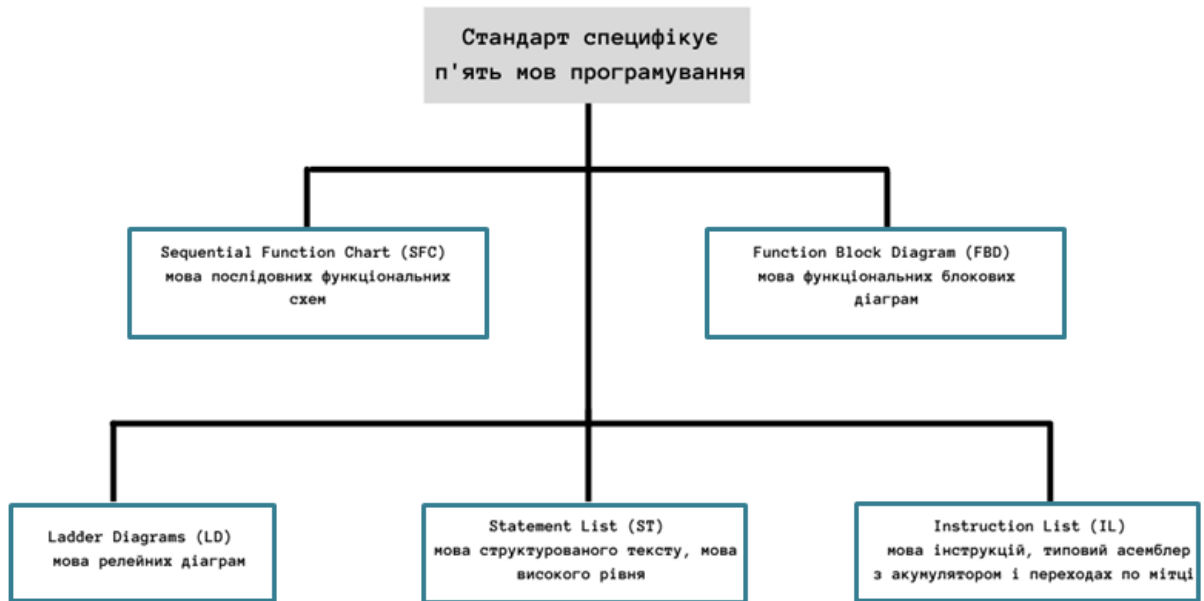 Стандарт специфікує
п'ять мов програмування
Sequential Function Chart (SFC)
мова послідовних функціональних
схем
Function Block Diagram (FBD)
мова функціональних блокових
діаграм
Ladder Diagrams (LD)
мова релейних діаграм
Statement List (ST)
мова структурованого тексту, мова
високого рівня
Instruction List (IL)
мова інструкцій, типовий асемблер
з акумулятором і переходах по мітці